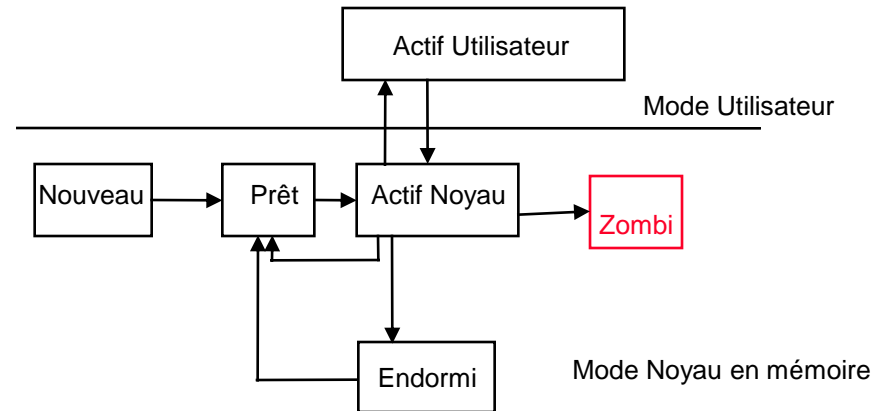 Actif Utilisateur
Mode Utilisateur
Nouveau
Prêt
Actif Noyau
Zombi
Endormi
Mode Noyau en mémoire